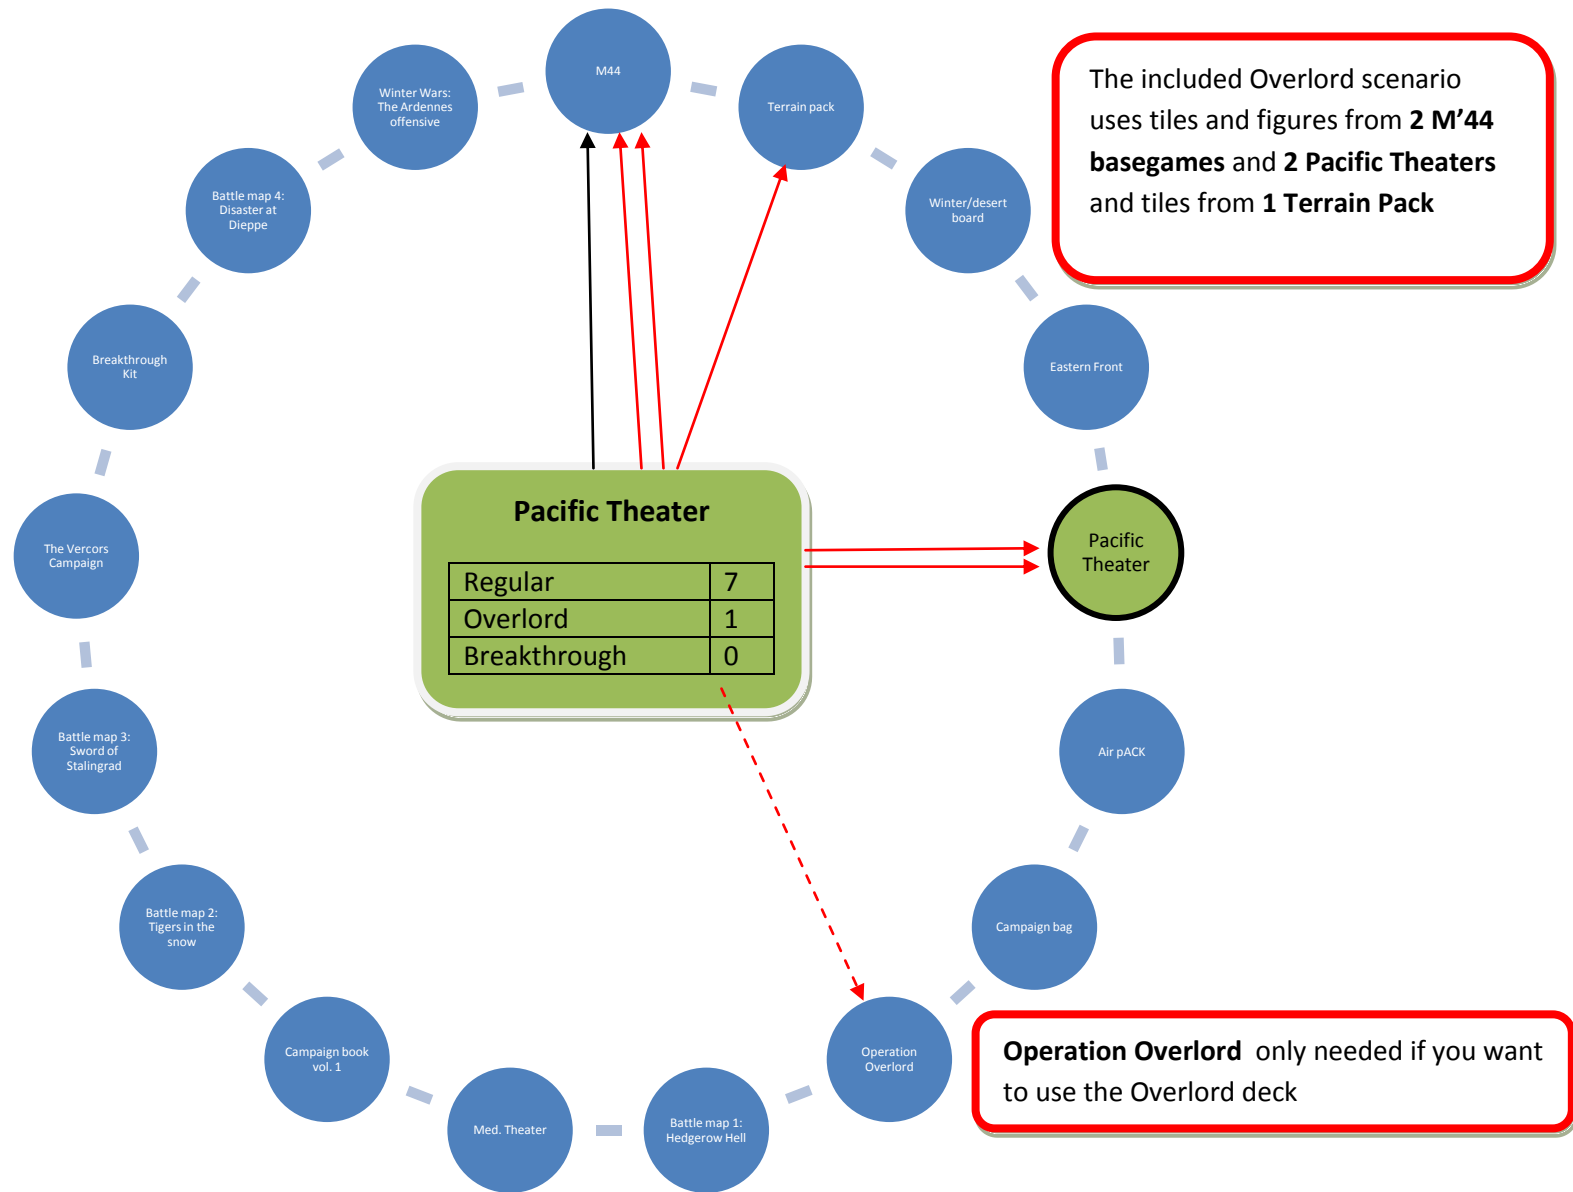 M44
Terrain pack
Winter/desert
board
Eastern Front
Pacific
Theater
Air pACK
Campaign bag
Operation
Overlord
Battle map 1:
Hedgerow Hell
Med. Theater
Campaign book
vol. 1
Battle map 2:
Tigers in the
snow
Battle map 3:
Sword of
Stalingrad
The Vercors
Campaign
Breakthrough
Kit
Battle map 4:
Disaster at
Dieppe
Winter Wars:
The Ardennes
offensive
The included Overlord scenario
uses tiles and figures from 2 M’44
basegames and 2 Pacific Theaters
and tiles from 1 Terrain Pack
Pacific Theater
Regular 7
Overlord 1
Breakthrough 0
Operation Overlord only needed if you want
to use the Overlord deck